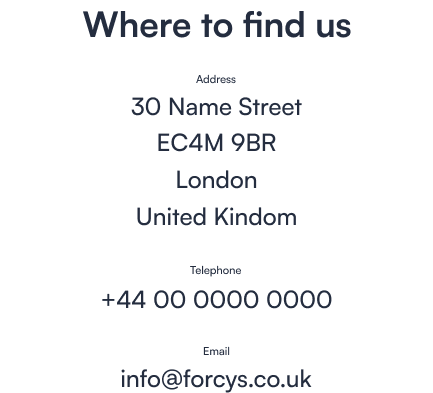 Where to find us
Address
30 Name Street
EC4M 9BR
London
United Kindom
Telephone
+44 00 0000 0000
Email
info@forcys.co.uk